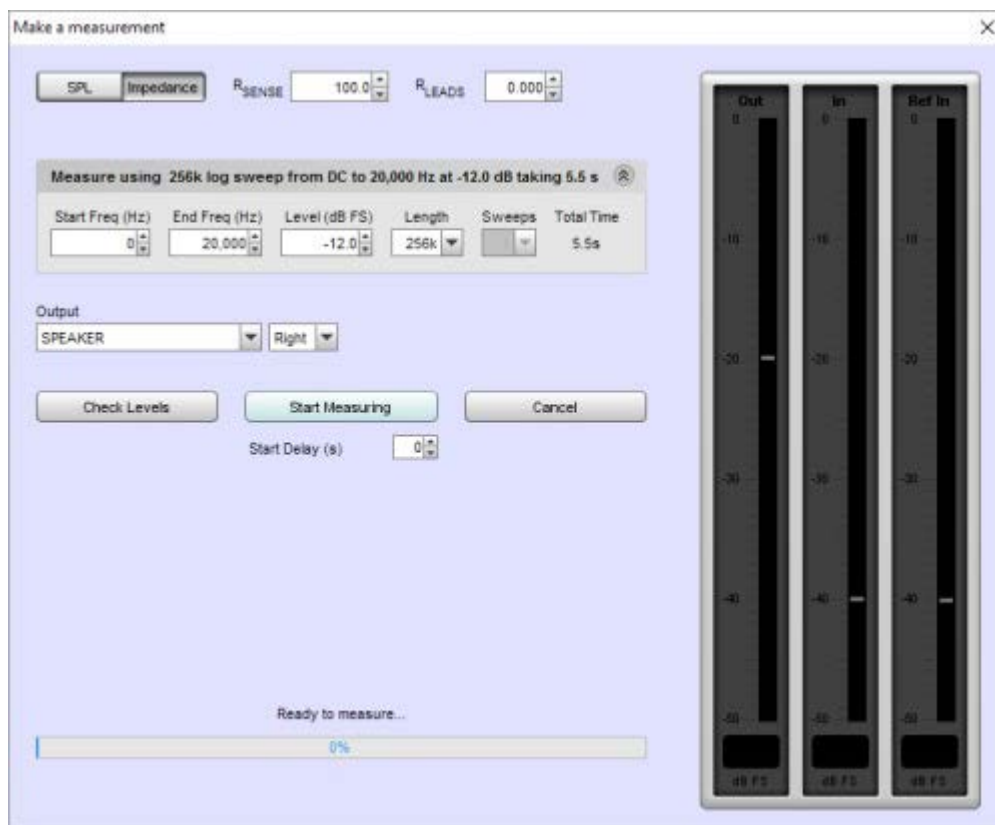 Make a measurement
SPL Impedance RSENSE 100.0 RLEADS 0.000
Measure using 256k log sweep from DC to 20,000 Hz at -12.0 dB taking 5.5 s
Start Freq (Hz) End Freq (Hz) Level (dB FS) Length Sweeps Total Time
0 20,000 -12.0 256k 5.5s
Output
SPEAKER Right
Check Levels Start Measuring Cancel
Start Delay (s) 0
Ready to measure...
0%
Out In Ref In
0 0 0
-10 -10 -10
-20 -20 -20
-30 -30 -30
-40 -40 -40
-50 -50 -50
dB FS dB FS dB FS